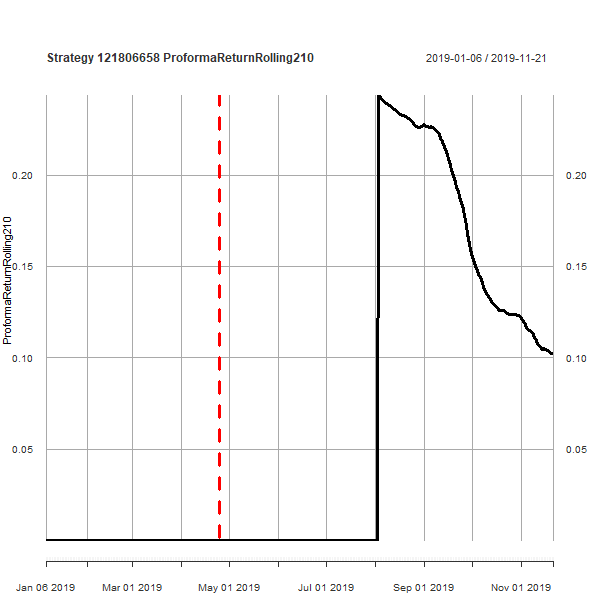 Strategy 121806658 ProformaReturnRolling210
2019-01-06 / 2019-11-21
ProformaReturnRolling210
0.20 0.20
0.15 0.15
0.10 0.10
0.05 0.05
Jan 06 2019 Mar 01 2019 May 01 2019 Jul 01 2019 Sep 01 2019 Nov 01 2019